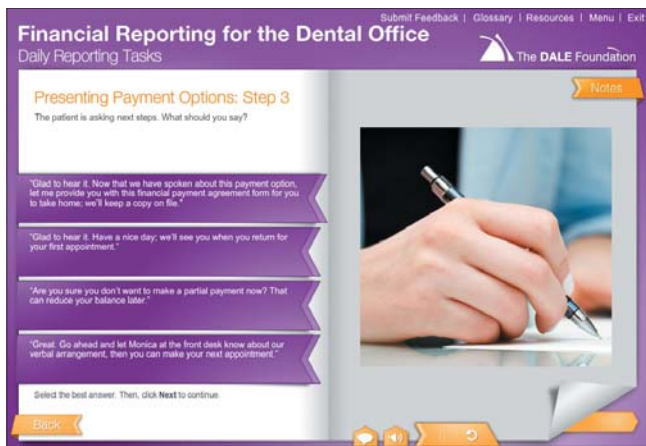 Submit Feedback | Glossary | Resources | Menu | Exit
Financial Reporting for the Dental Office
Daily Reporting Tasks
The DALE Foundation
Notes
Presenting Payment Options: Step 3
The patient is asking next steps. What should you say?
"Glad to hear it. Now that we have spoken about this payment option,
let me provide you with this financial payment agreement form for you
to take home; we'll keep a copy on file."
"Glad to hear it. Have a nice day; we'll see you when you return for
your first appointment."
"Are you sure you don't want to make a partial payment now? That
can reduce your balance later."
"Great. Go ahead and let Monica at the front desk know about our
verbal arrangement, then you can make your next appointment."
Select the best answer. Then, click Next to continue.
Back